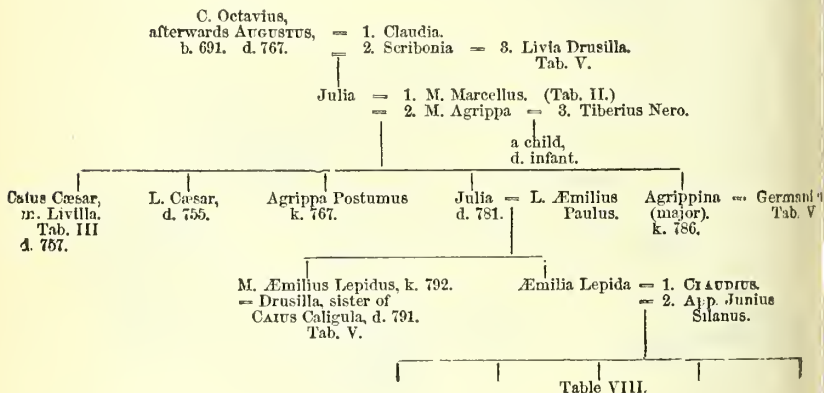 C. Octavius,
afterwards AUGUSTUS, = 1. Claudia.
b. 691. d. 767. = 2. Scribonia = 3. Livia Drusilla.
Tab. V.
Julia = 1. M. Marcellus. (Tab. II.)
= 2. M. Agrippa = 3. Tiberius Nero.
a child,
d. infant.
Caius Cæsar, L. Cæsar, Agrippa Postumus Julia = L. Æmilius Agrippina = Germani
m. Livilla. d. 755. k. 767. d. 781. Paulus. (major). Tab. V
Tab. III k. 786.
d. 757.
M. Æmilius Lepidus, k. 792. Æmilia Lepida = 1. CLAUDIUS.
= Drusilla, sister of = 2. App. Junius
CAIUS Caligula, d. 791. Silanus.
Tab. V.
Table VIII.